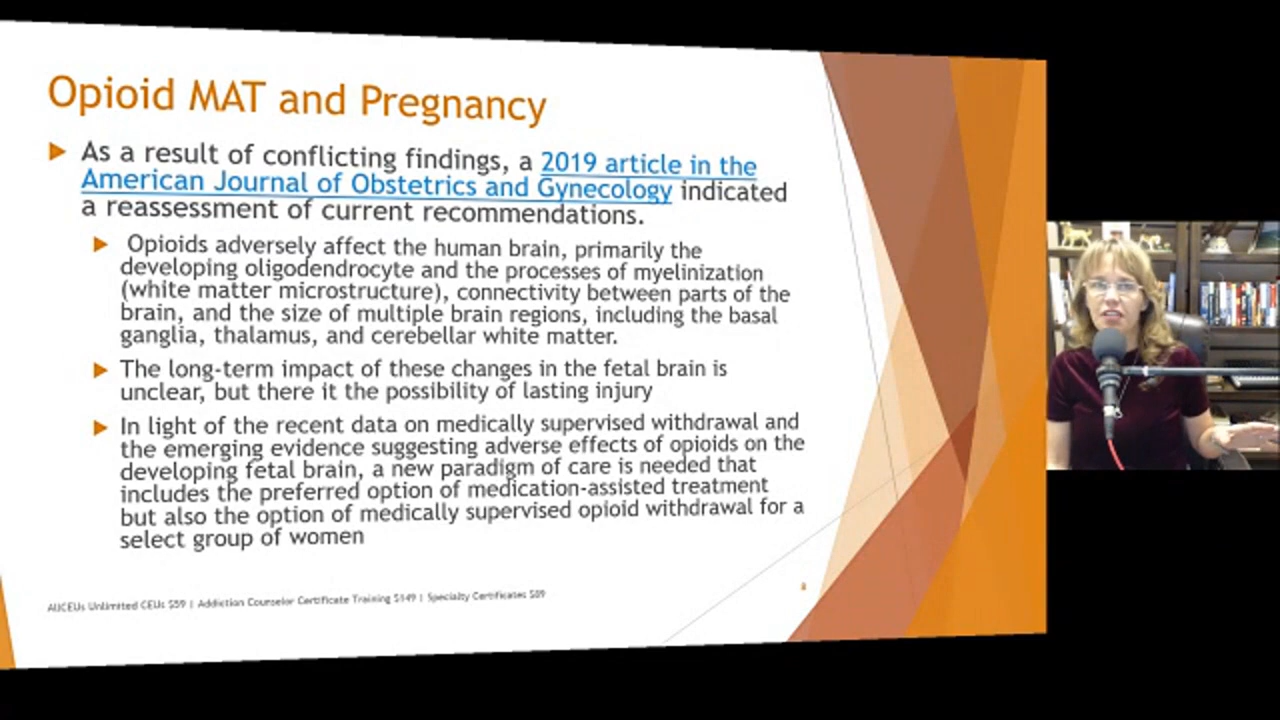 Opioid MAT and Pregnancy
As a result of conflicting findings, a 2019 article in the
American Journal of Obstetrics and Gynecology indicated
a reassessment of current recommendations.
Opioids adversely affect the human brain, primarily the
developing oligodendrocyte and the processes of myelinization
(white matter microstructure), connectivity between parts of the
brain, and the size of multiple brain regions, including the basal
ganglia, thalamus, and cerebellar white matter.
The long-term impact of these changes in the fetal brain is
unclear, but there it the possibility of lasting injury
In light of the recent data on medically supervised withdrawal and
the emerging evidence suggesting adverse effects of opioids on the
developing fetal brain, a new paradigm of care is needed that
includes the preferred option of medication-assisted treatment
but also the option of medically supervised opioid withdrawal for a
select group of women
Unlimited CEUs $59 | Addiction Counselor Certificate Training $149 | Specialty Certificates $89